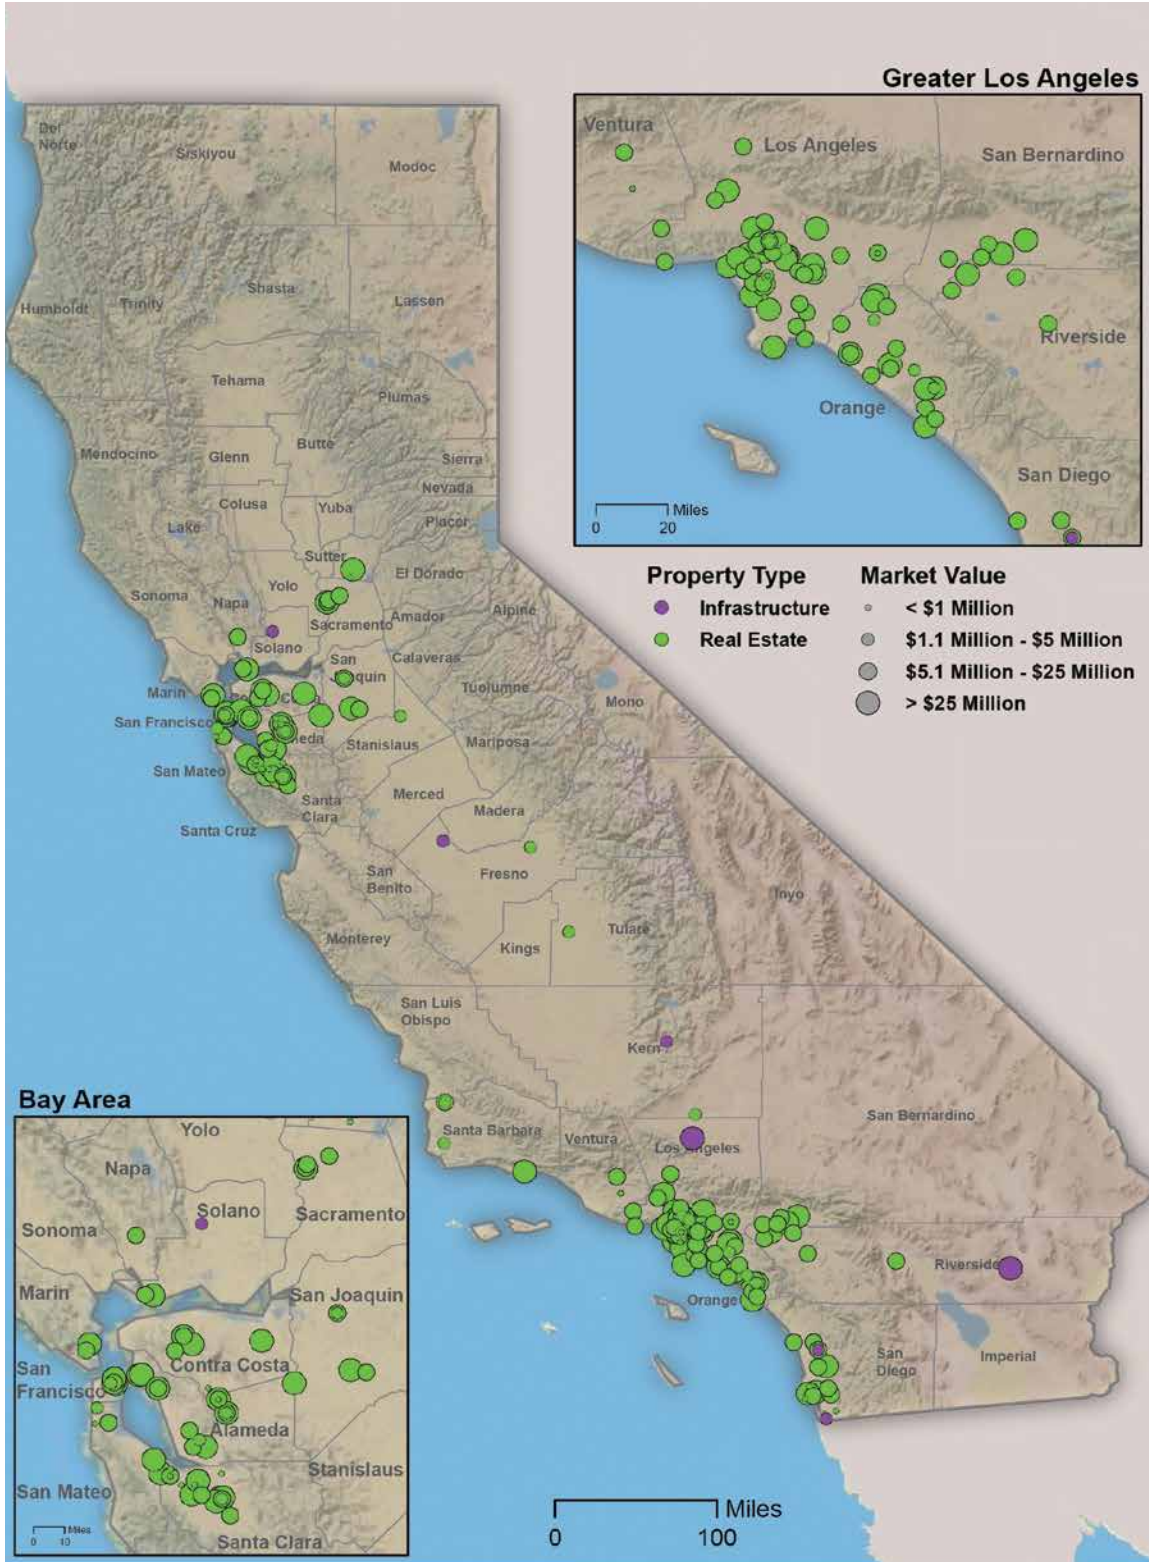 Greater Los Angeles
Ventura
Los Angeles
San Bernardino
Riverside
Orange
San Diego
Miles
0 20
Property Type
Infrastructure
Real Estate
Market Value
< $1 Million
$1.1 Million - $5 Million
$5.1 Million - $25 Million
> $25 Million
Del
Norte
Siskiyou
Modoc
Humboldt
Trinity
Shasta
Lassen
Tehama
Plumas
Mendocino
Glenn
Butte
Sierra
Nevada
Colusa
Yuba
Placer
Lake
Sutter
El Dorado
Sonoma
Napa
Yolo
Sacramento
Amador
Alpine
Solano
San
Calaveras
Marin
Tuolumne
Mono
San Francisco
Stanislaus
Mariposa
San Mateo
Merced
Madera
Santa
Clara
Santa Cruz
San
Benito
Fresno
Inyo
Monterey
Kings
Tulare
San Luis
Obispo
Kern
Santa Barbara
Ventura
San Bernardino
Riverside
Orange
San
Diego
Imperial
Bay Area
Yolo
Napa
Solano
Sonoma
Sacramento
Marin
San Joaquin
Contra Costa
San
Francisco
Alameda
Stanislaus
San Mateo
Santa Clara
Miles
0 10
Miles
0 100